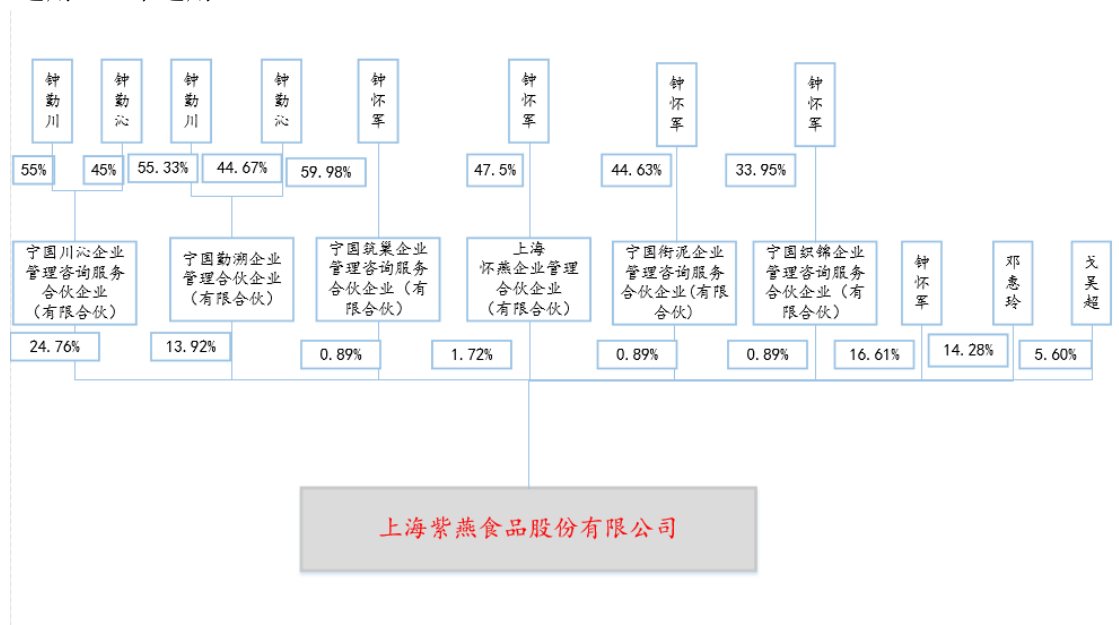 钟勤川
钟勤沁
钟勤川
钟勤沁
钟怀军
钟怀军
钟怀军
钟怀军
55%
45%
55.33%
44.67%
59.98%
47.5%
44.63%
33.95%
宁国川沁企业
管理咨询服务
合伙企业
（有限合伙）
宁国勤溯企业
管理合伙企业
（有限合伙）
宁国筑巢企业
管理咨询服务
合伙企业（有
限合伙）
上海
怀燕企业管理
合伙企业
（有限合伙）
宁国衔泥企业
管理咨询服务
合伙企业(有限
合伙)
宁国织锦企业
管理咨询服务
合伙企业（有
限合伙）
钟怀军
邓惠玲
戈吴超
24.76%
13.92%
0.89%
1.72%
0.89%
0.89%
16.61%
14.28%
5.60%
上海紫燕食品股份有限公司